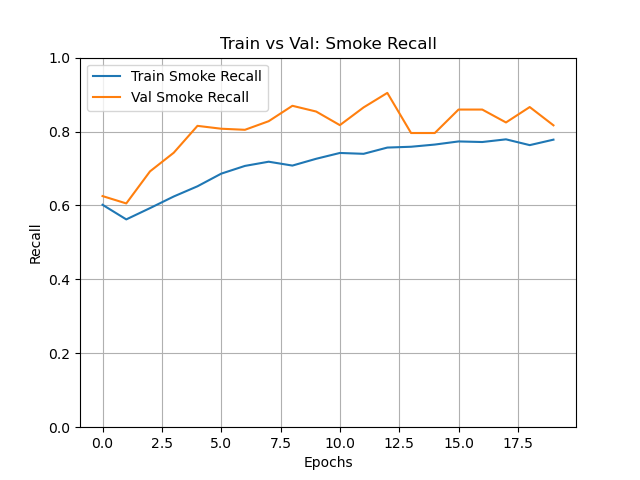 Train vs Val: Smoke Recall
Train Smoke Recall
Val Smoke Recall
1.0
0.8
0.6
0.4
0.2
0.0
Recall
0.0 2.5 5.0 7.5 10.0 12.5 15.0 17.5
Epochs